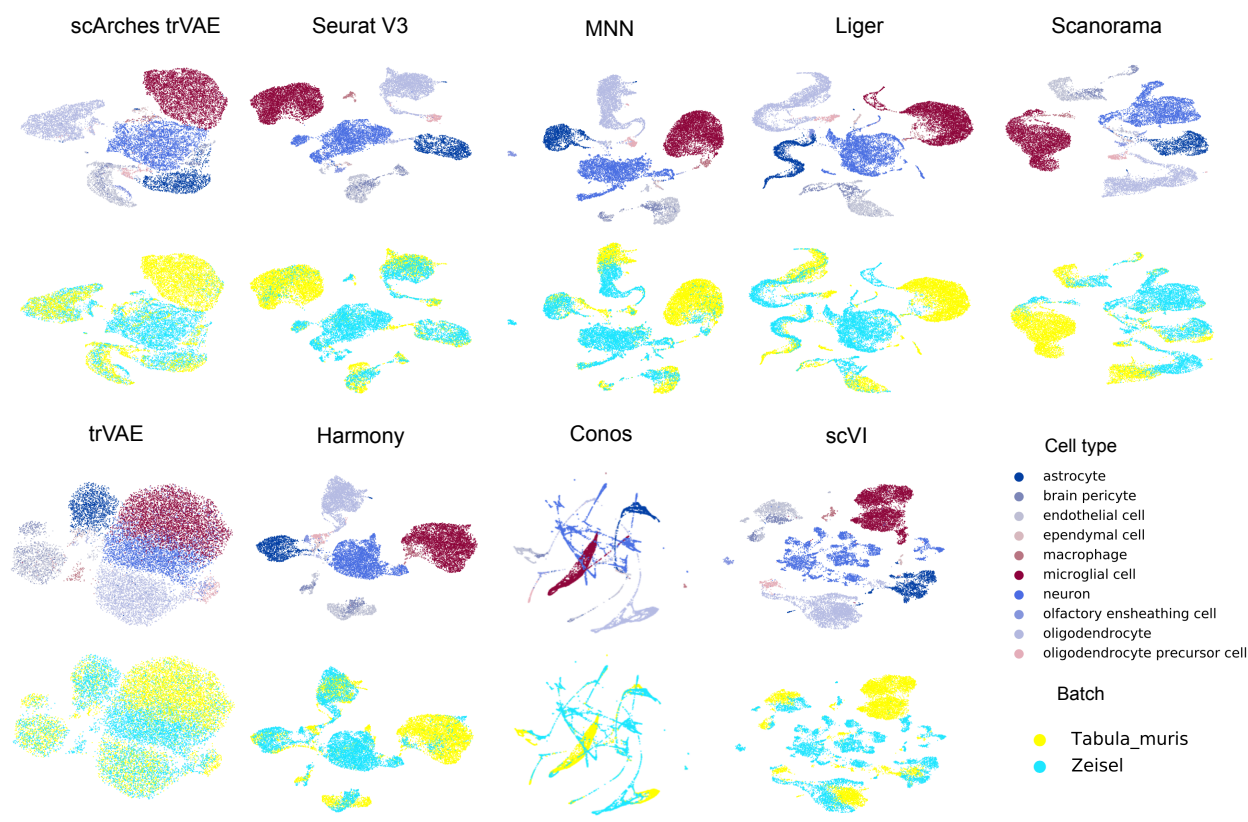 scArches trVAE
Seurat V3
MNN
Liger
Scanorama
trVAE
Harmony
Conos
scVI
Cell type
astrocyte
brain pericyte
endothelial cell
ependymal cell
macrophage
microglial cell
neuron
olfactory ensheathing cell
oligodendrocyte
oligodendrocyte precursor cell
Batch
Tabula_muris
Zeisel